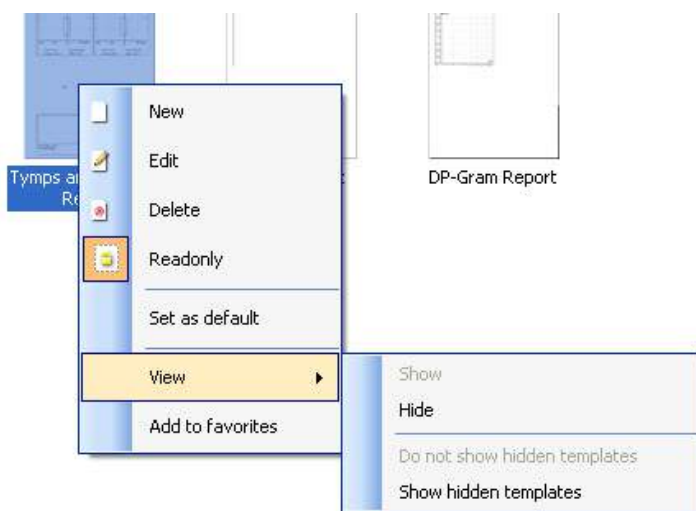 New
Edit
Tymps a
DP-Gram Report
Re
Delete
Readonly
Set as default
View
Show
Hide
Add to favorites
Do not show hidden templates
Show hidden templates